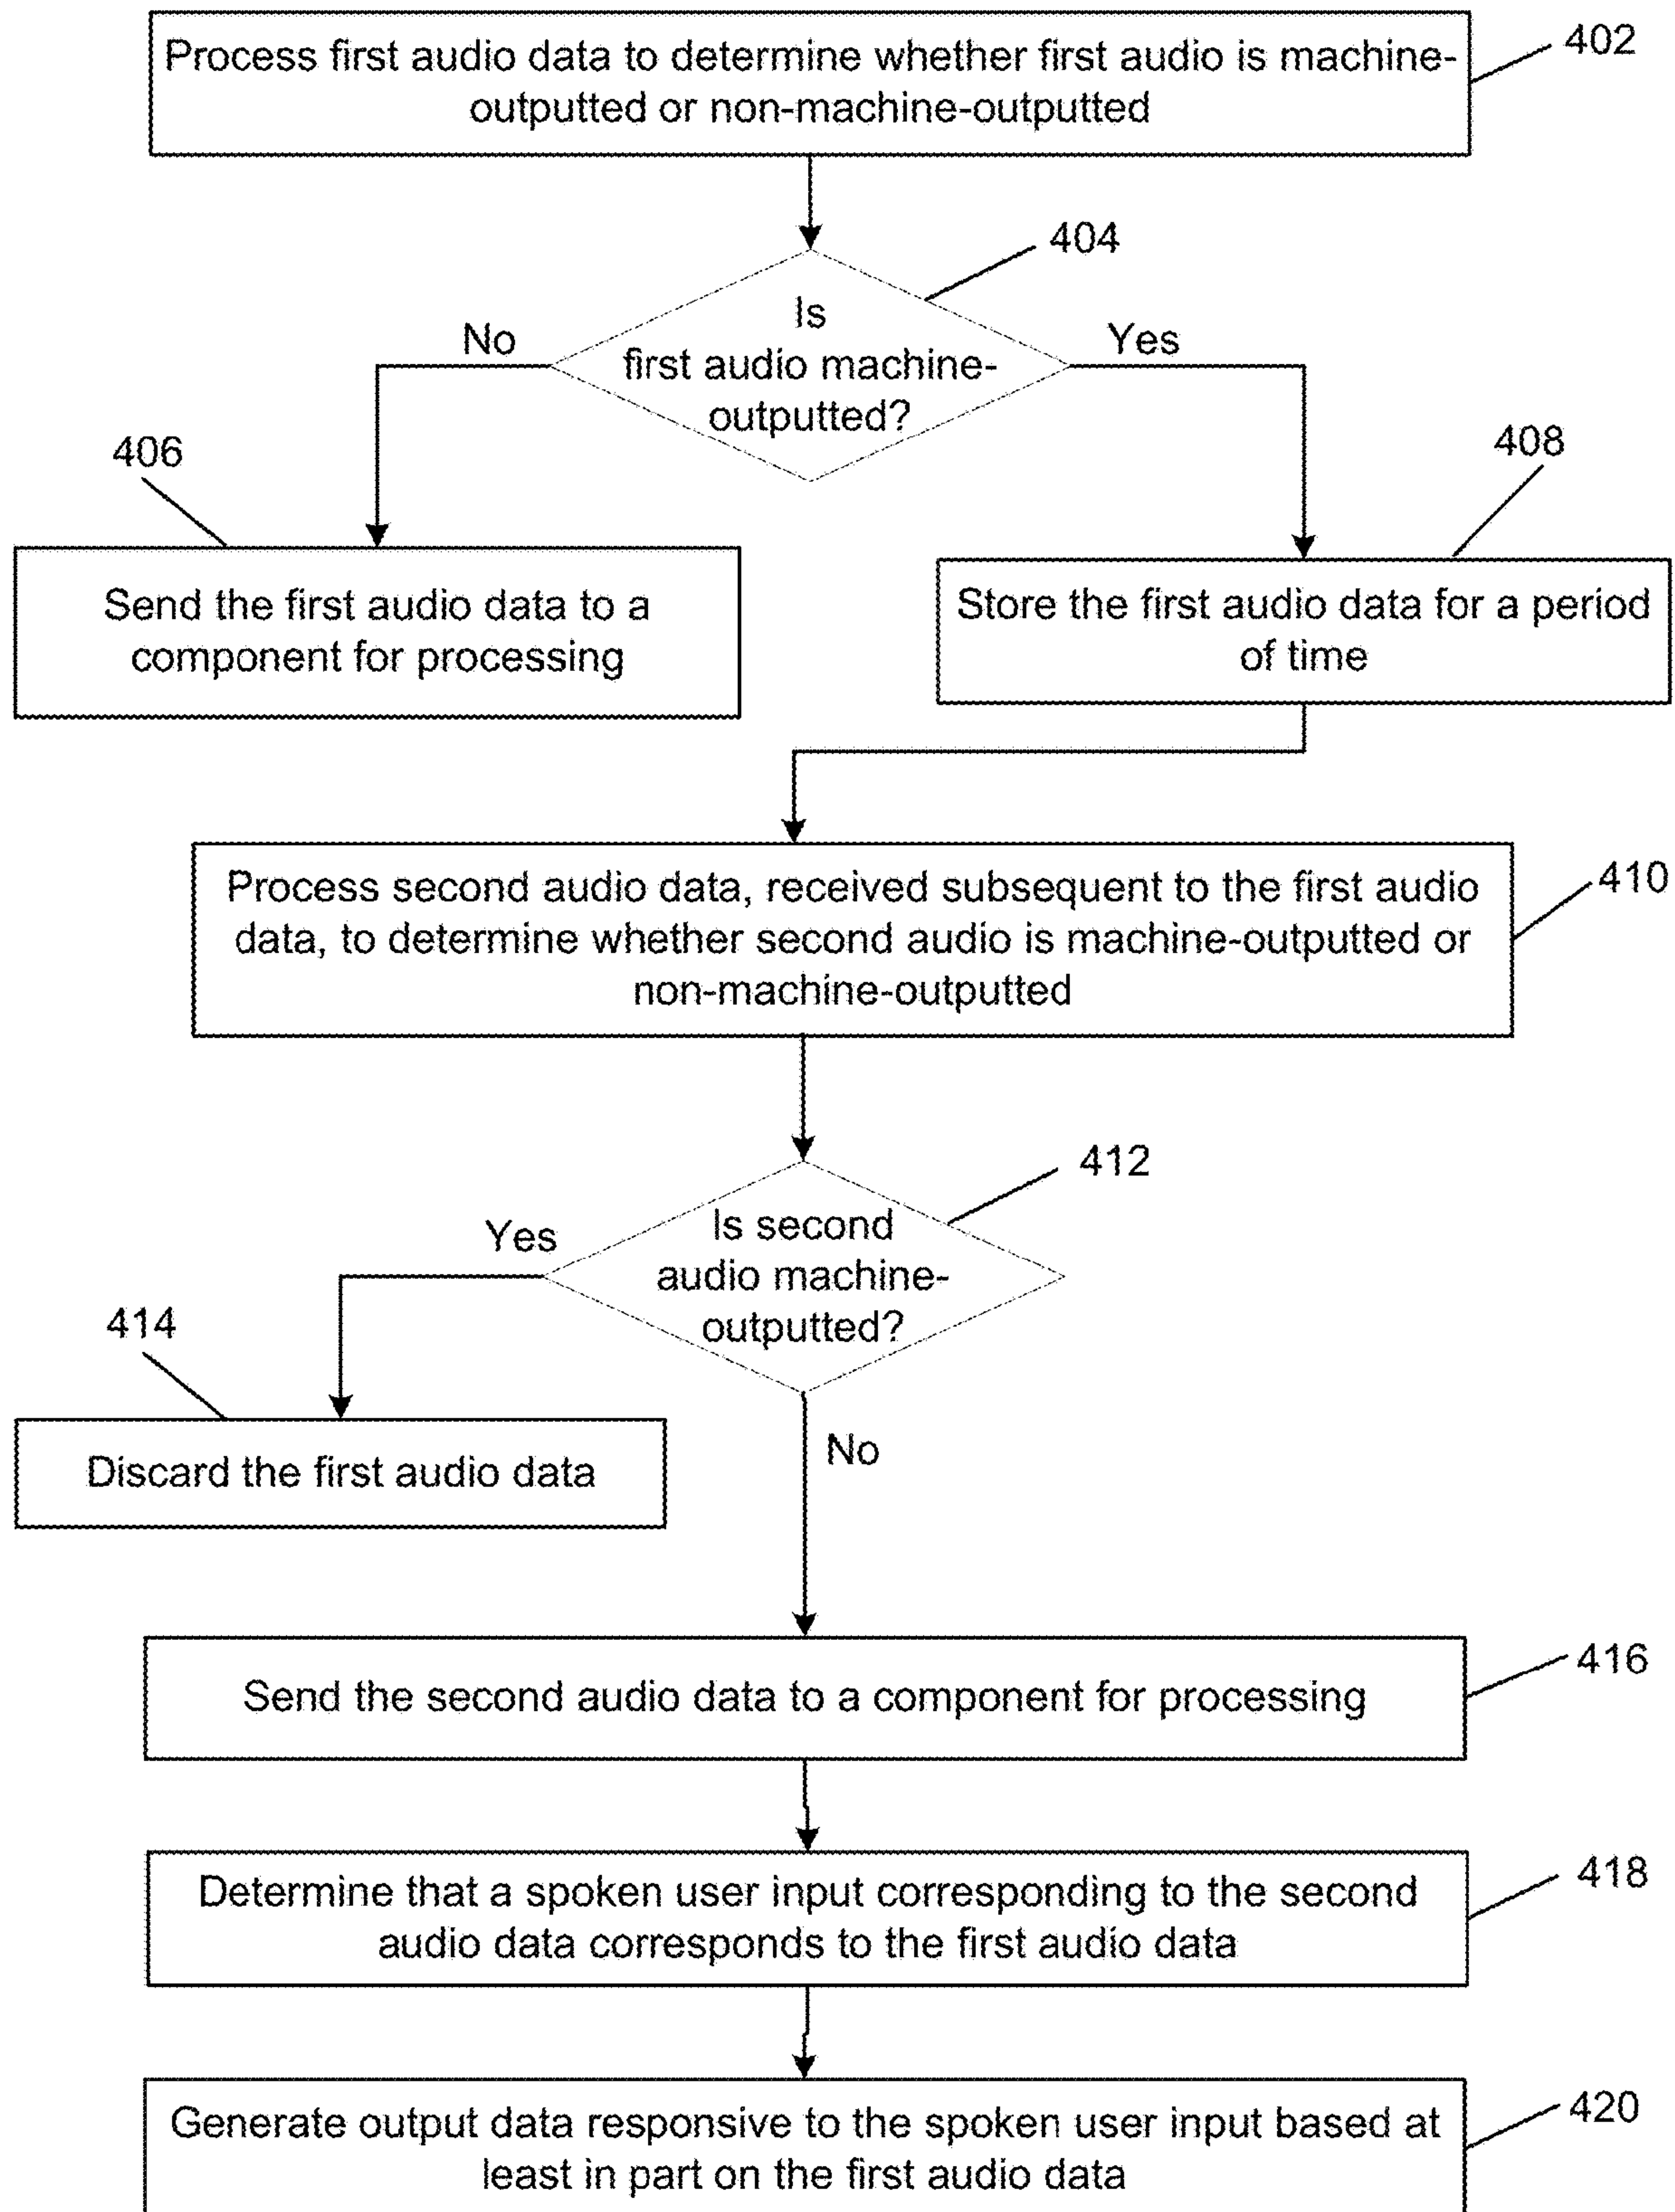 Process first audio data to determine whether first audio is machine-
outputted or non-machine-outputted
402
404
Is
first audio machine-
outputted?
No
Yes
406
408
Send the first audio data to a
component for processing
Store the first audio data for a period
of time
Process second audio data, received subsequent to the first audio
data, to determine whether second audio is machine-outputted or
non-machine-outputted
410
412
Is second
audio machine-
outputted?
Yes
No
414
Discard the first audio data
Send the second audio data to a component for processing
416
Determine that a spoken user input corresponding to the second
audio data corresponds to the first audio data
418
Generate output data responsive to the spoken user input based at
least in part on the first audio data
420